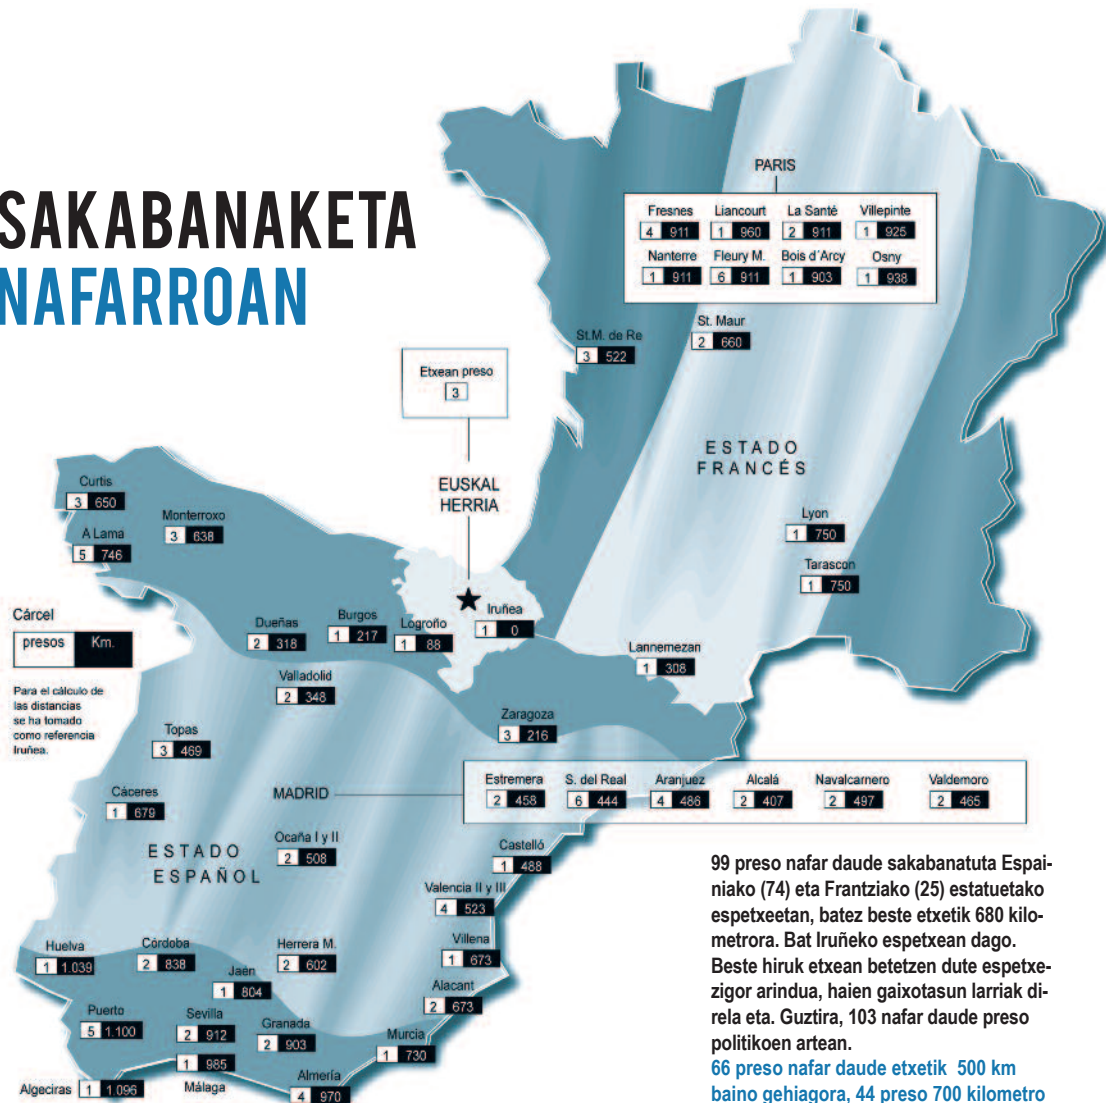 SAKABANAKETA
NAFARROAN
PARIS
Fresnes Liancourt La Santé Villepinte
4 911 1 960 2 911 1 925
Nanterre Fleury M. Bois d´Arcy Osny
1 911 6 911 1 903 1 938
St.M. de Re
3 522
St. Maur
2 660
Etxean preso
3
ESTADO
FRANCÉS
EUSKAL
HERRIA
Curtis
3 650
Monterroxo
3 638
A Lama
5 746
Lyon
1 750
Tarascon
1 750
Cárcel
presos Km.
Para el cálculo de
las distancias
se ha tomado
como referencia
Iruñea.
Dueñas
2 318
Burgos
1 217
Logroño
1 88
Iruñea
1 0
Lannemezan
1 308
Valladolid
2 348
Zaragoza
3 216
Topas
3 469
Cáceres
1 679
MADRID
Estremera S. del Real Aranjuez Alcalá Navalcarnero Valdemoro
2 458 6 444 4 486 2 407 2 497 2 465
Ocaña I y II
2 508
ESTADO
ESPAÑOL
Castelló
1 488
Valencia II y III
4 523
Villena
1 673
Alacant
2 673
Huelva
1 1.039
Córdoba
2 838
Herrera M.
2 602
Jaén
1 804
Puerto
5 1.100
Sevilla
2 912
Granada
2 903
Murcia
1 730
1 985
Málaga
Algeciras 1 1.096
Almería
4 970
99 preso nafar daude sakabanatuta Espai-
niako (74) eta Frantziako (25) estatuetako
espetxeetan, batez beste etxetik 680 kilo-
metrora. Bat Iruñeko espetxean dago.
Beste hiruk etxean betetzen dute espetxe-
zigor arindua, haien gaixotasun larriak di-
rela eta. Guztira, 103 nafar daude preso
politikoen artean.
66 preso nafar daude etxetik 500 km
baino gehiagora, 44 preso 700 kilometro